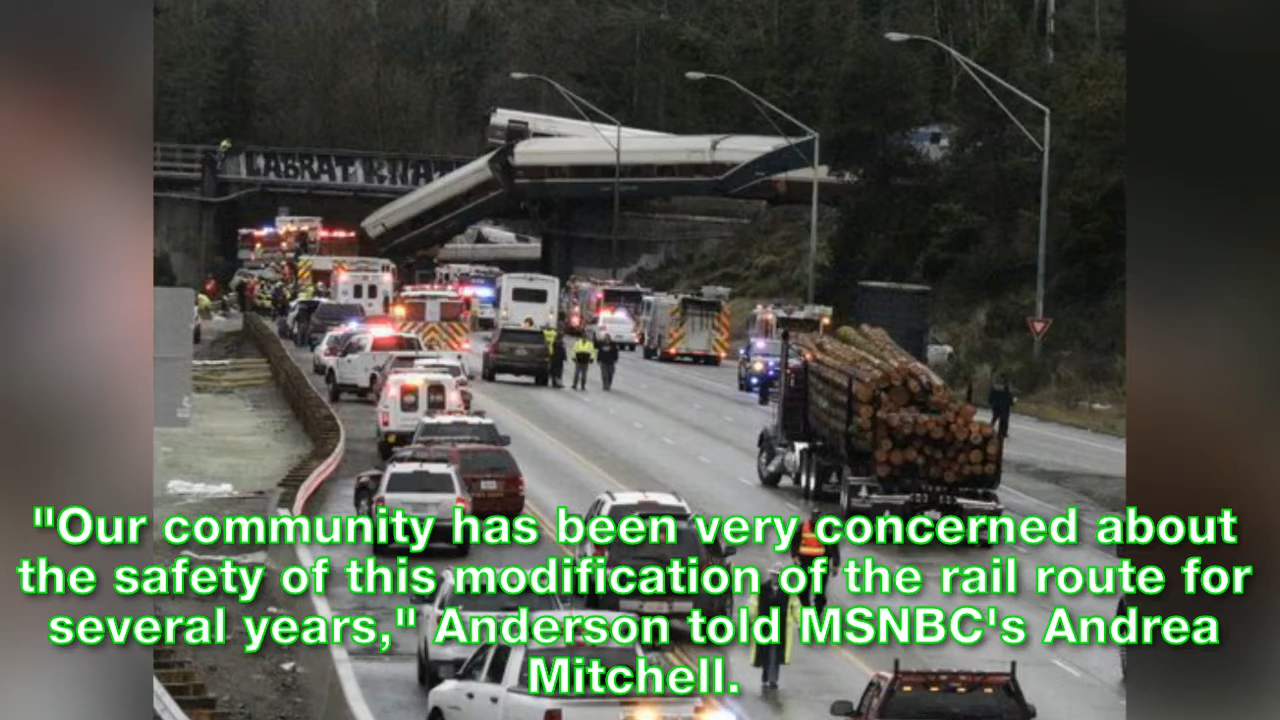 LABRAT
"Our community has been very concerned about
the safety of this modification of the rail route for
several years," Anderson told MSNBC's Andrea
Mitchell.